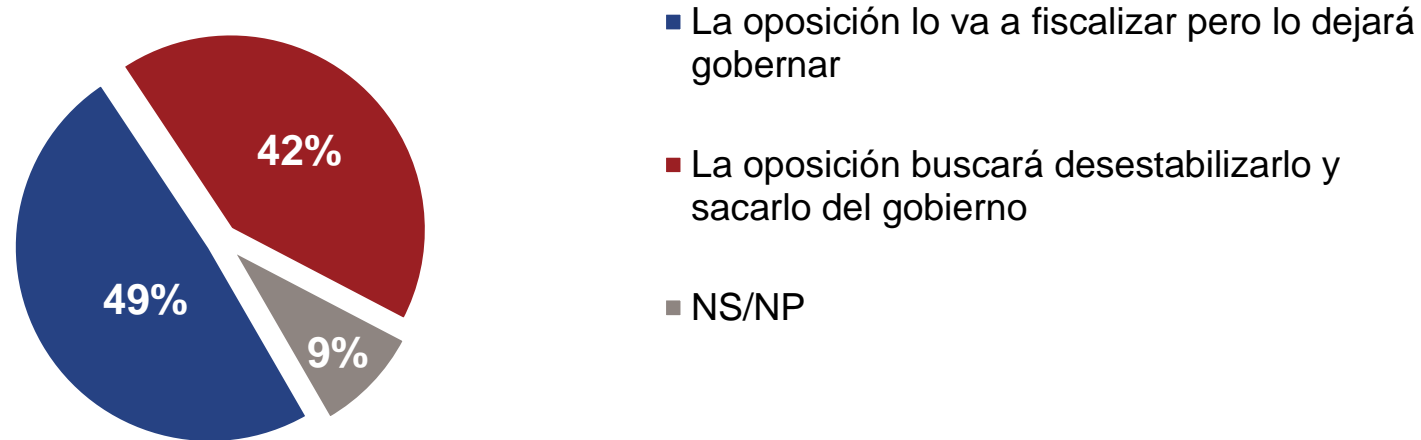 La oposición lo va a fiscalizar pero lo dejará
gobernar
42%
La oposición buscará desestabilizarlo y
sacarlo del gobierno
49%
NS/NP
9%